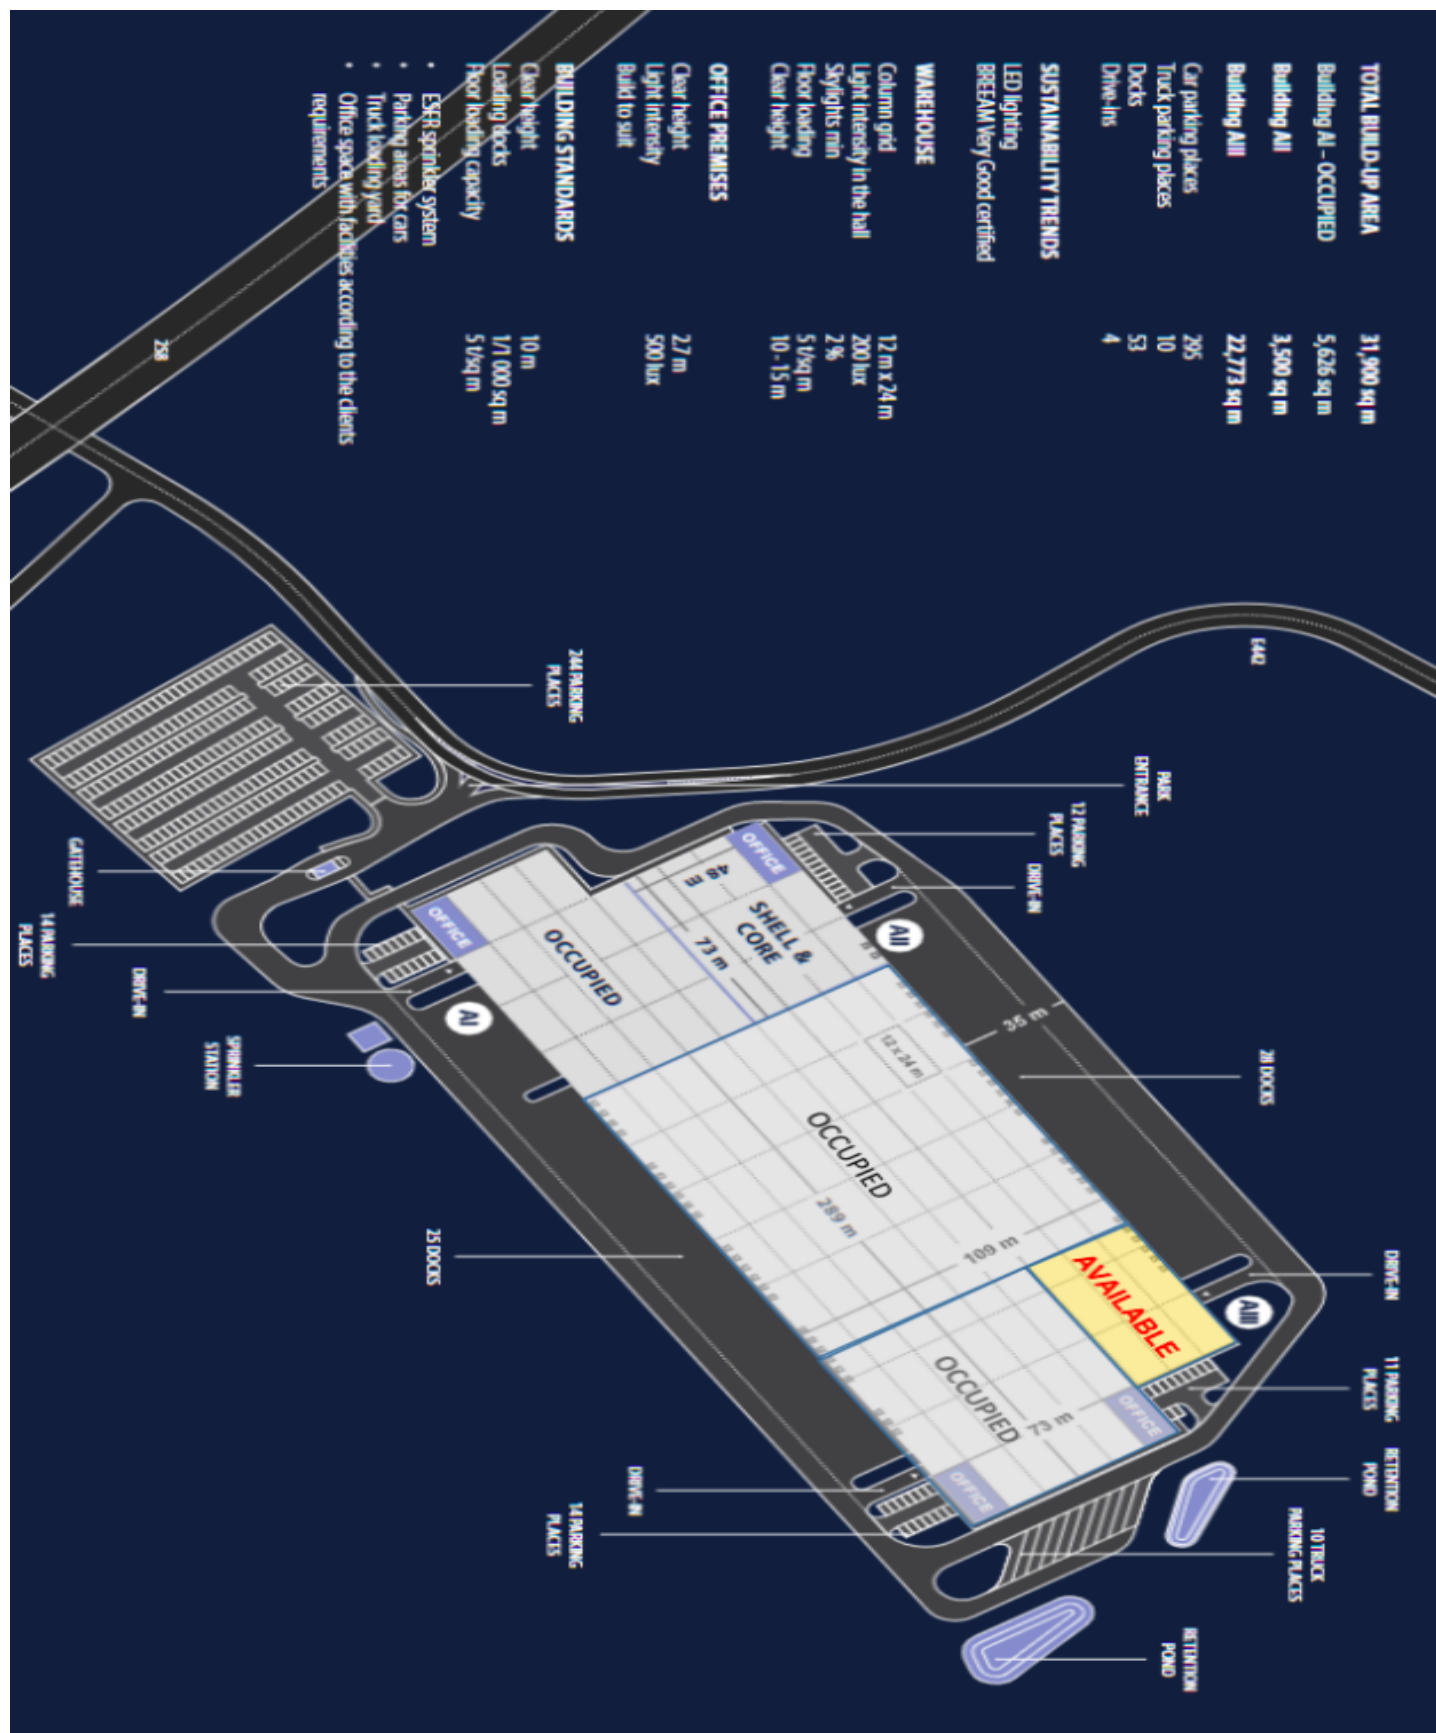 TOTAL BUILD-UP AREA 31,900 sq m
Building AI – OCCUPIED 5,626 sq m
Building AII 3,500 sq m
Building AIII 22,773 sq m
Car parking places 295
Truck parking places 10
Docks 53
Drive-ins 4
SUSTAINABILITY TRENDS
LED lighting
BREEAM Very Good certified
WAREHOUSE
Column grid 12 m x 24 m
Light intensity in the hall 200 lux
Skylights min 2 %
Floor loading 5 t/sq m
Clear height 10 - 15 m
OFFICE PREMISES
Clear height 2.7 m
Light intensity 500 lux
Build to suit
BUILDING STANDARDS
Clear height 10 m
Loading docks 1/1 000 sq m
Floor loading capacity 5 t/sq m
• ESFR sprinkler system
• Parking areas for cars
• Truck loading yard
• Office space with facilities according to the clients
requirements
258
E442
244 PARKING
PLACES
PARK
ENTRANCE
12 PARKING
PLACES
DRIVE-IN
28 DOCKS
DRIVE-IN
11 PARKING
PLACES
RETENTION
POND
10 TRUCK
PARKING PLACES
RETENTION
POND
GATEHOUSE
14 PARKING
PLACES
DRIVE-IN
SPRINKLER
STATION
25 DOCKS
DRIVE-IN
14 PARKING
PLACES
OFFICE
48 m
SHELL &
CORE
73 m
AII
35 m
OFFICE
OCCUPIED
AI
12 x 24 m
OCCUPIED
289 m
109 m
AVAILABLE
AIII
OCCUPIED
73 m
OFFICE
OFFICE